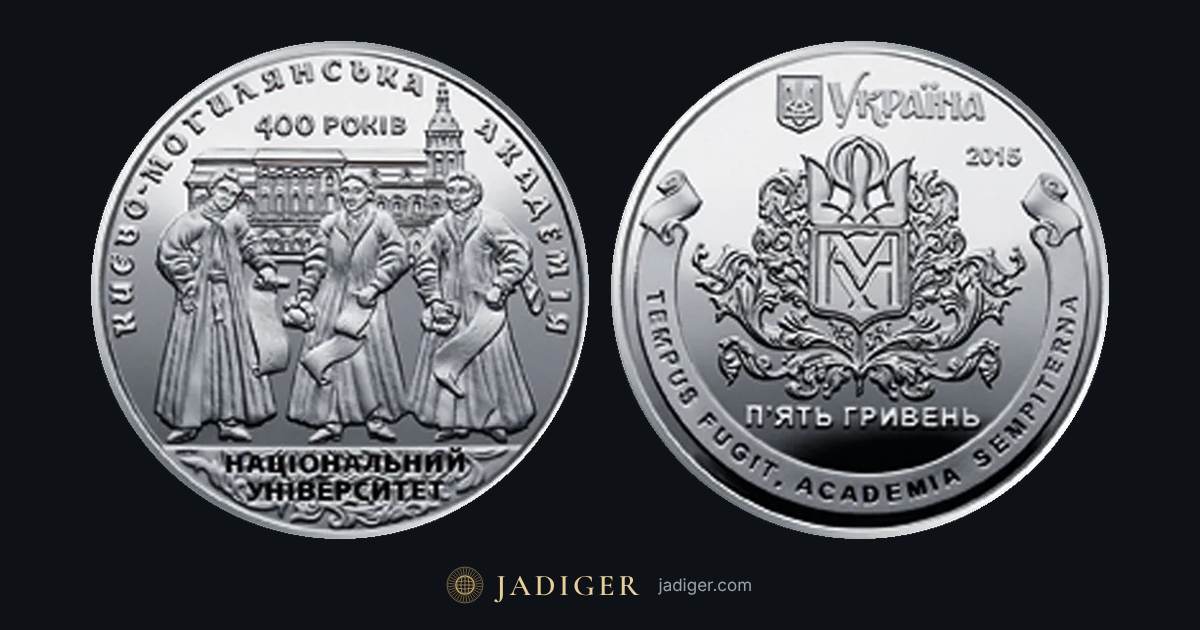 КИЄВО-МОГИЛЯНСЬКА АКАДЕМІЯ
400 РОКІВ
НАЦІОНАЛЬНИЙ
УНІВЕРСИТЕТ
Україна
2015
П'ЯТЬ ГРИВЕНЬ
TEMPUS FUGIT, ACADEMIA SEMPITERNA
JADIGER
jadiger.com